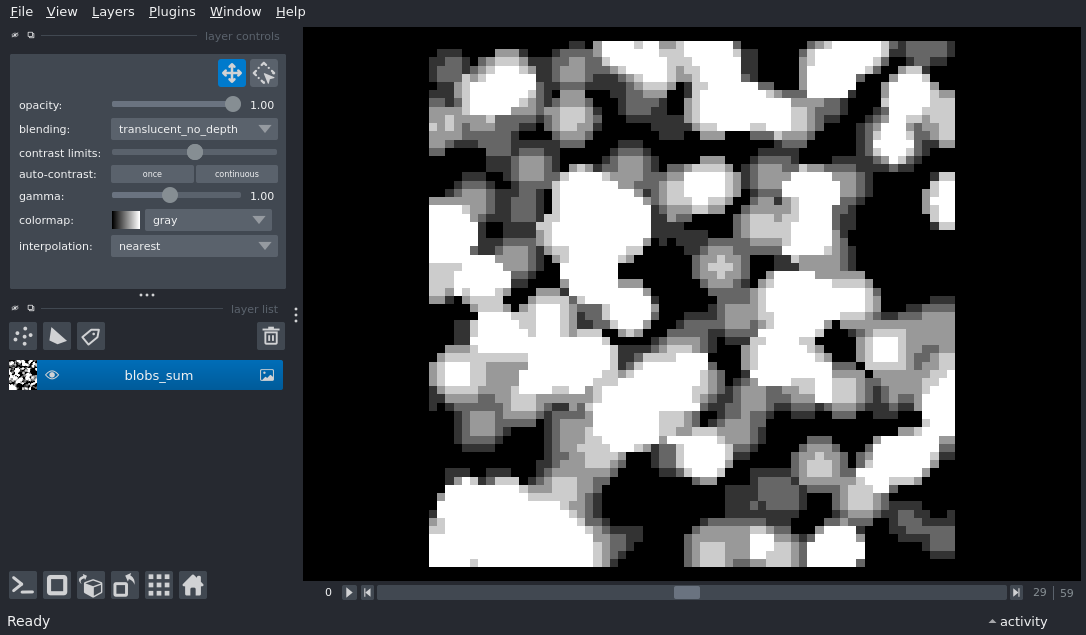 File View Layers Plugins Window Help
layer controls
opacity: 1.00
blending: translucent_no_depth
contrast limits:
auto-contrast: once continuous
gamma: 1.00
colormap: gray
interpolation: nearest
layer list
blobs_sum
0 29 59
Ready activity